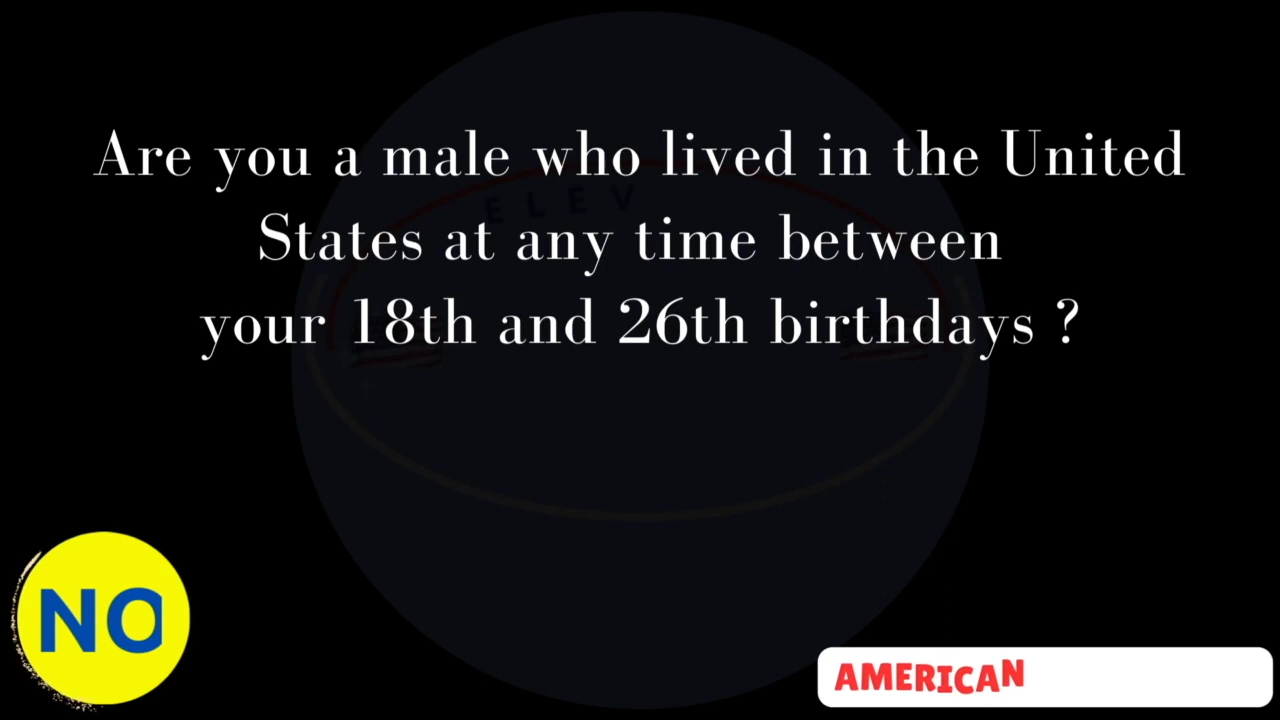 Are you a male who lived in the United
States at any time between
your 18th and 26th birthdays ?
ELEV
NO
AMERICAN